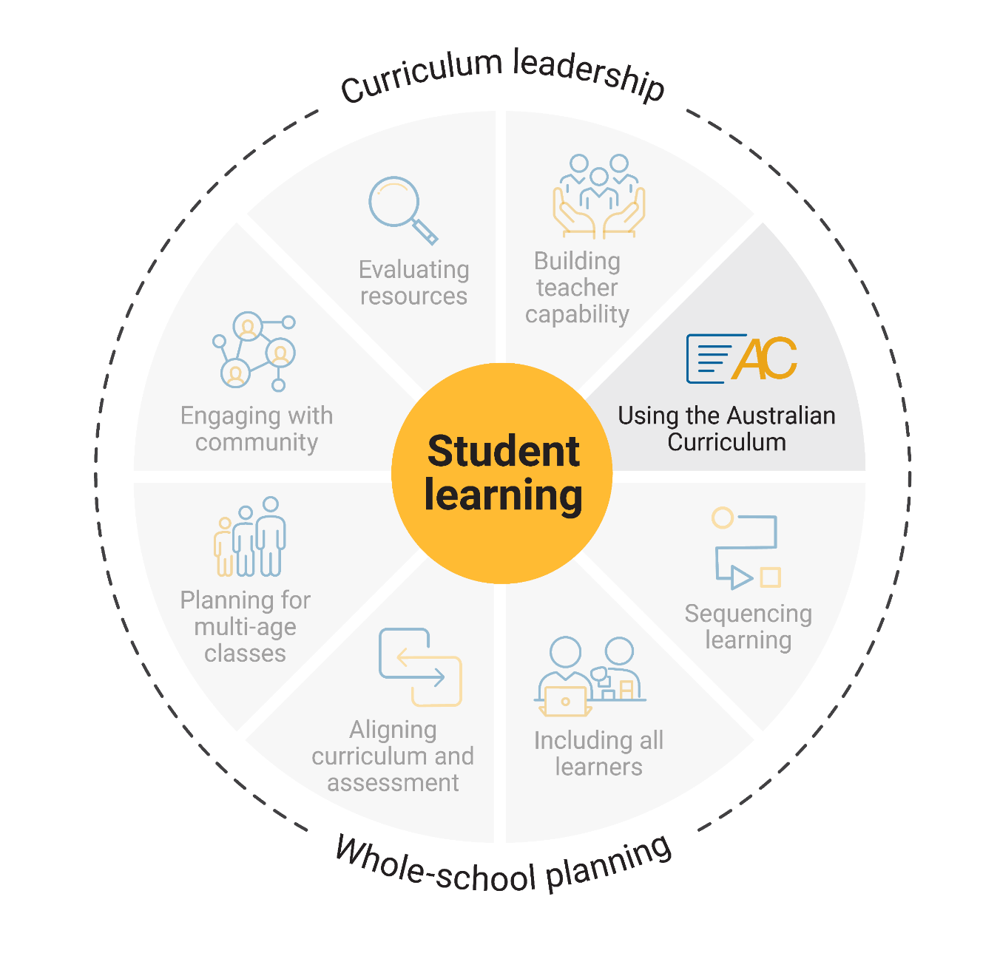 Curriculum leadership
Building
teacher
capability
AC
Using the Australian
Curriculum
Sequencing
learning
Including all
learners
Aligning
curriculum and
assessment
Planning for
multi-age
classes
Engaging with
community
Evaluating
resources
Student
learning
Whole-school planning